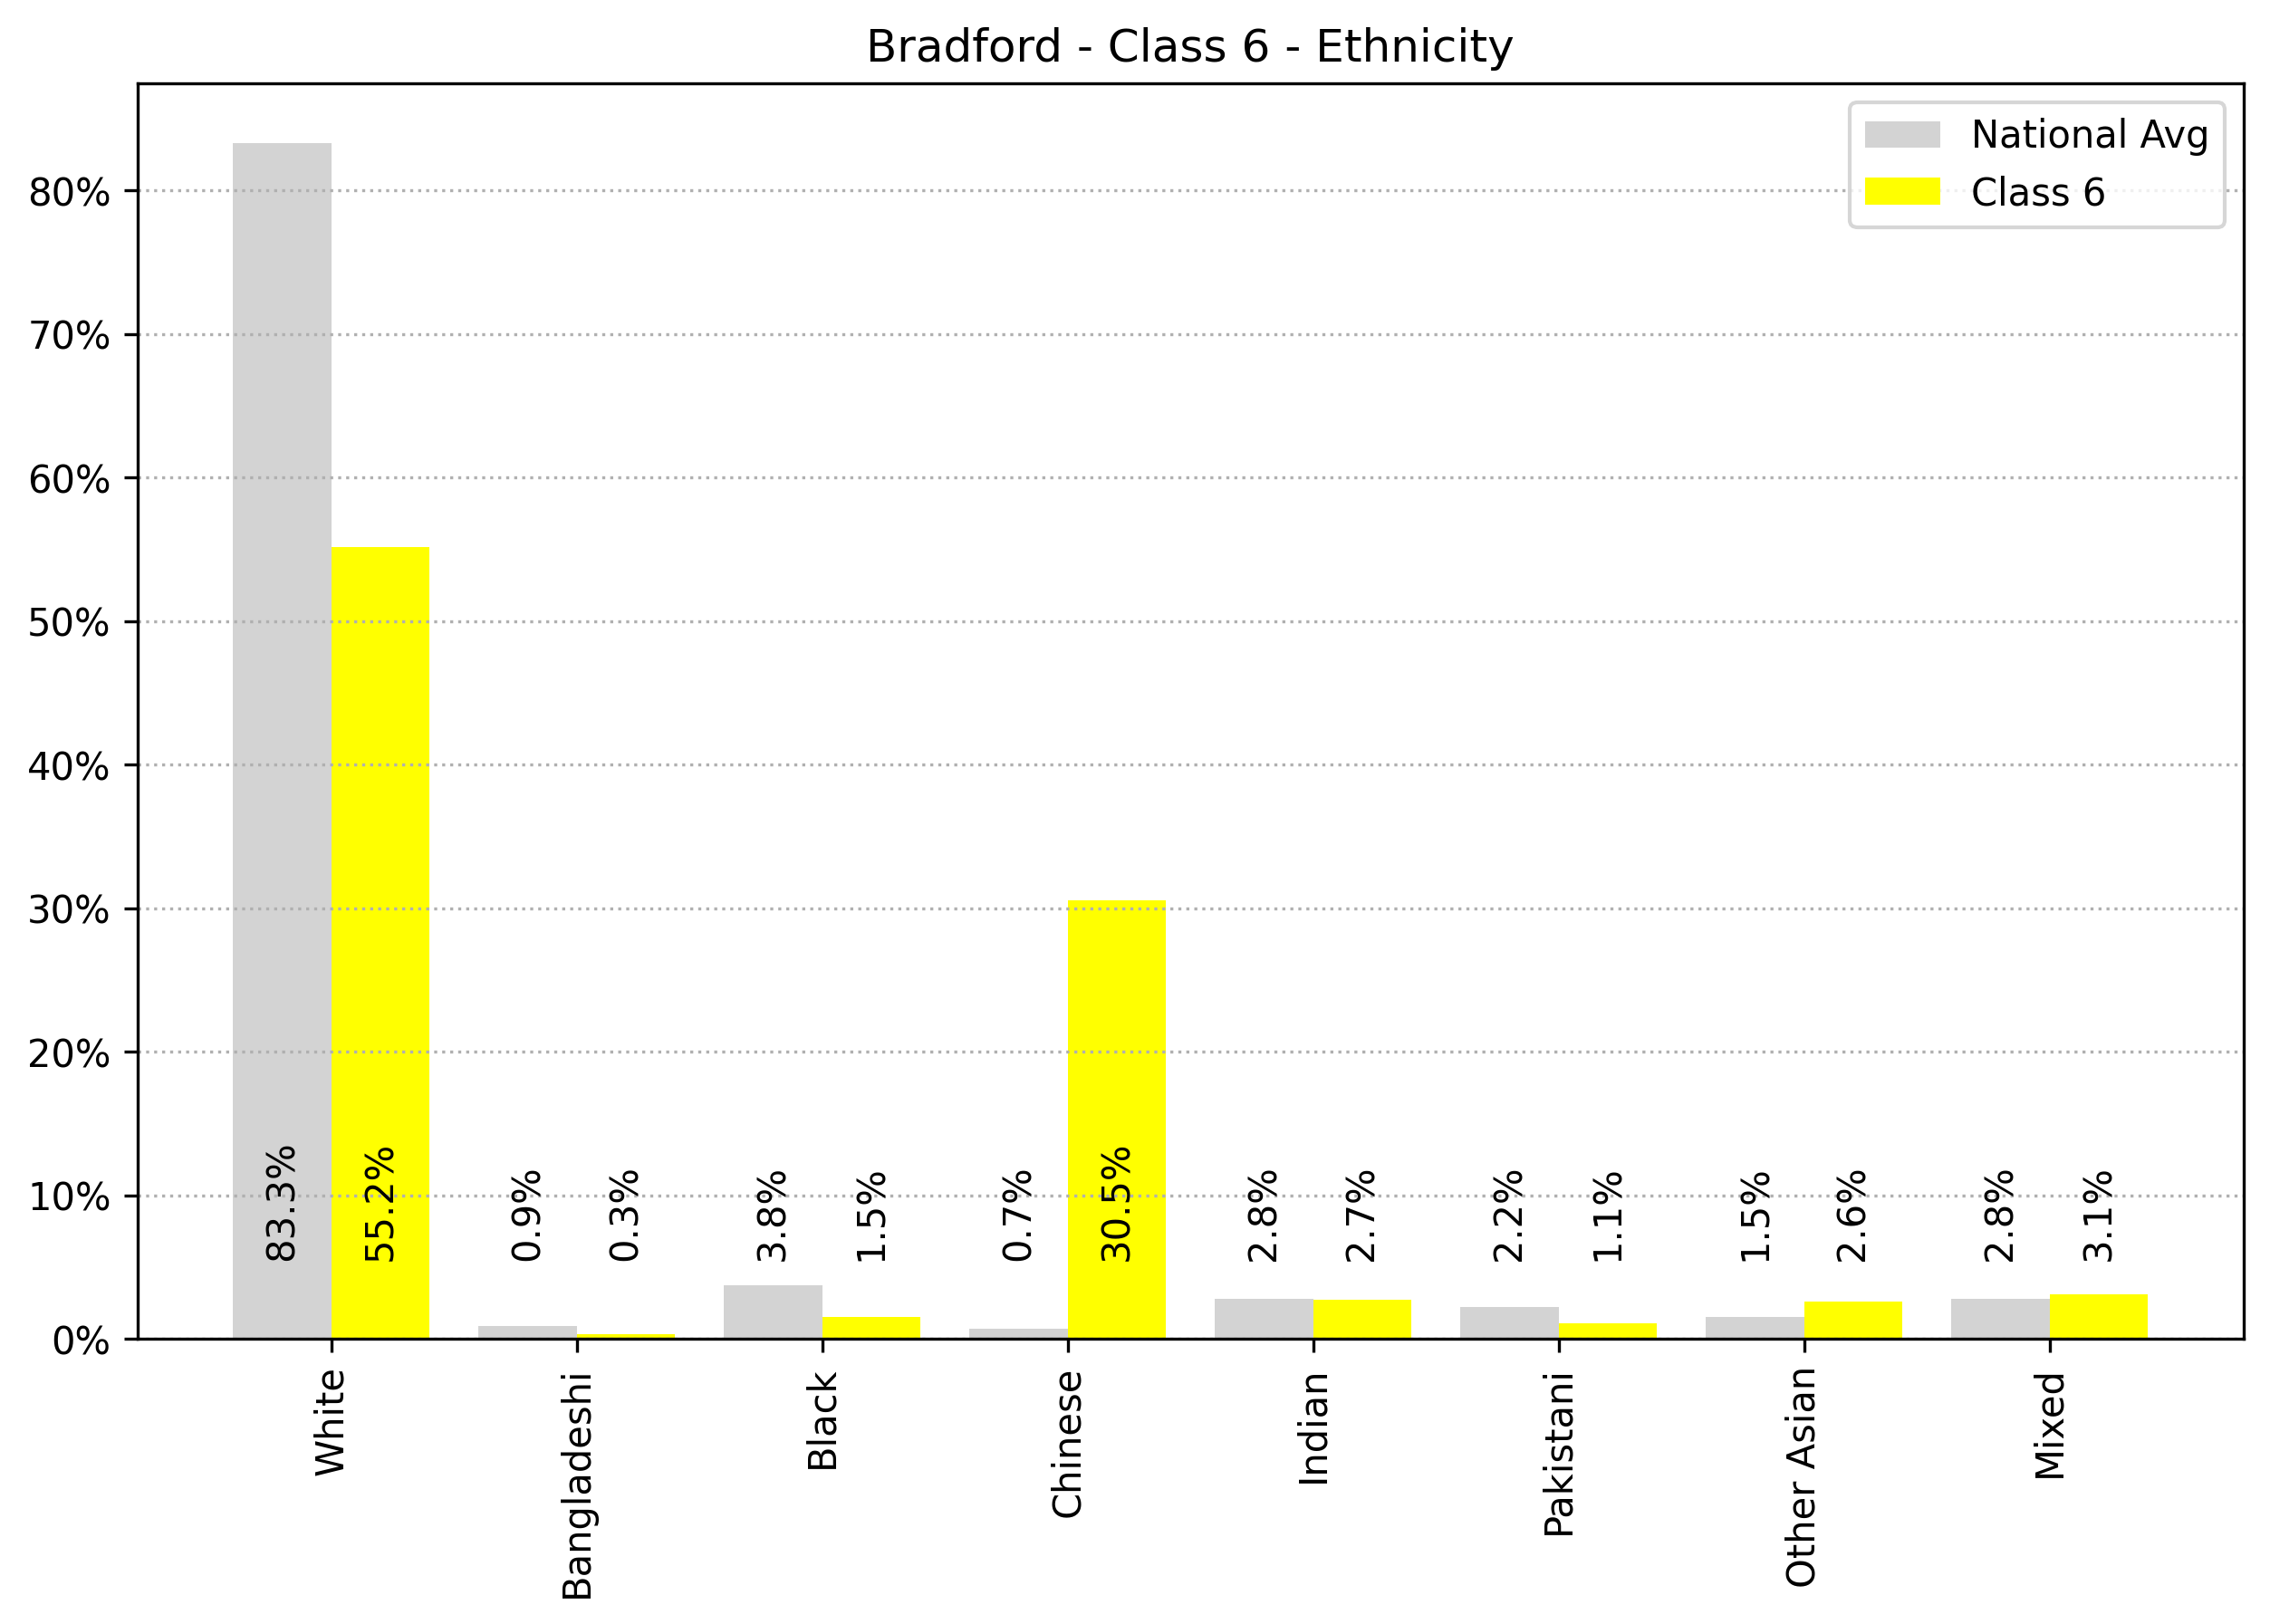 Bradford - Class 6 - Ethnicity
National Avg
Class 6
80%
70%
60%
50%
40%
30%
20%
10%
0%
83.3%
55.2%
0.9%
0.3%
3.8%
1.5%
0.7%
30.5%
2.8%
2.7%
2.2%
1.1%
1.5%
2.6%
2.8%
3.1%
White
Bangladeshi
Black
Chinese
Indian
Pakistani
Other Asian
Mixed